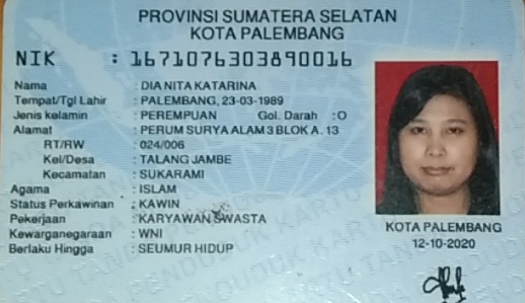 PROVINSI SUMATERA SELATAN
KOTA PALEMBANG
NIK : 1671076303890016
Nama : DIA NITA KATARINA
Tempat/Tgl Lahir : PALEMBANG, 23-03-1989
Jenis kelamin : PEREMPUAN Gol. Darah :O
Alamat : PERUM SURYA ALAM 3 BLOK A. 13
RT/RW : 024/006
Kel/Desa : TALANG JAMBE
Kecamatan : SUKARAMI
Agama : ISLAM
Status Perkawinan : KAWIN
Pekerjaan : KARYAWAN SWASTA
Kewarganegaraan : WNI
Berlaku Hingga : SEUMUR HIDUP
KOTA PALEMBANG
12-10-2020